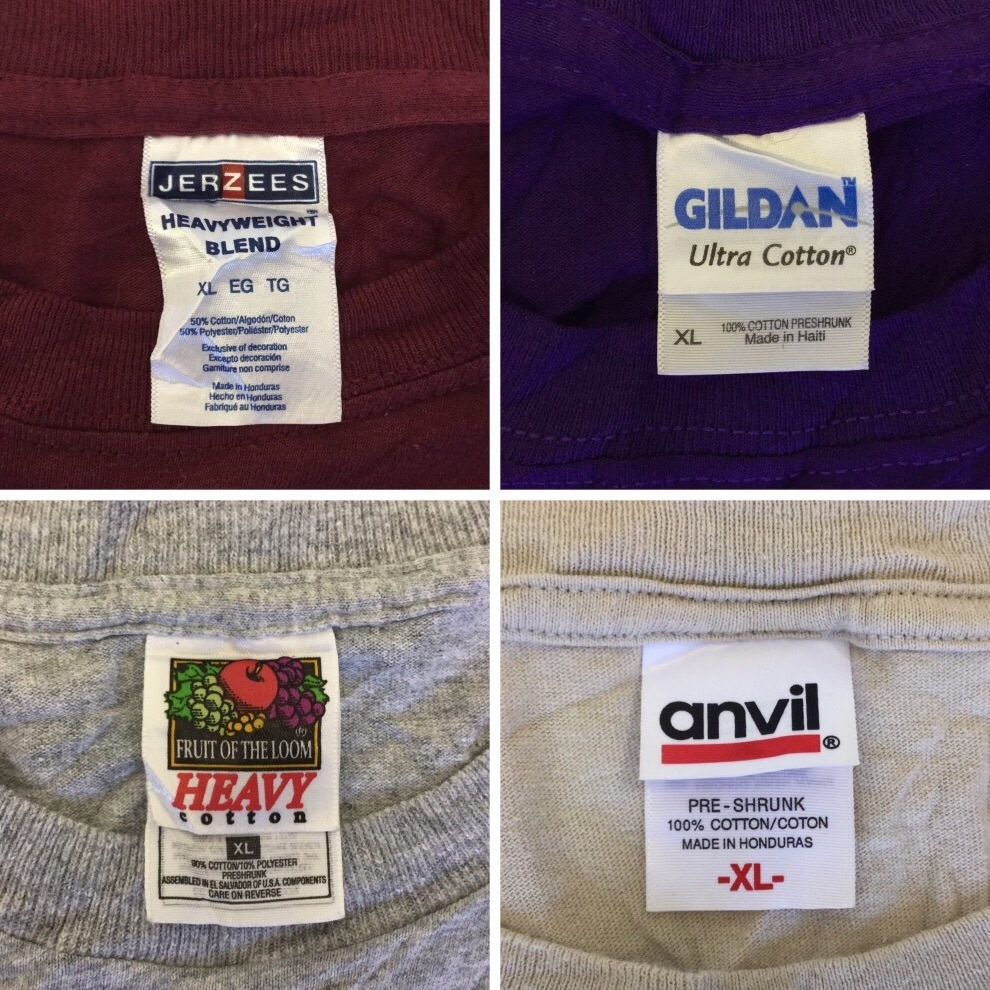 JERZEES
HEAVYWEIGHT™
BLEND
XL EG TG
50% Cotton/Algodón/Coton
50% Polyester/Poliéster/Polyester
Exclusive of decoration
Excepto decoración
Garniture non comprise
Made in Honduras
Hecho en Honduras
Fabriqué au Honduras
GILDAN™
Ultra Cotton®
XL
100% COTTON PRESHRUNK
Made in Haiti
FRUIT OF THE LOOM
®
HEAVY
cotton
XL
90% COTTON/10% POLYESTER
PRESHRUNK
ASSEMBLED IN EL SALVADOR OF U.S.A. COMPONENTS
CARE ON REVERSE
anvil®
PRE-SHRUNK
100% COTTON/COTON
MADE IN HONDURAS
-XL-